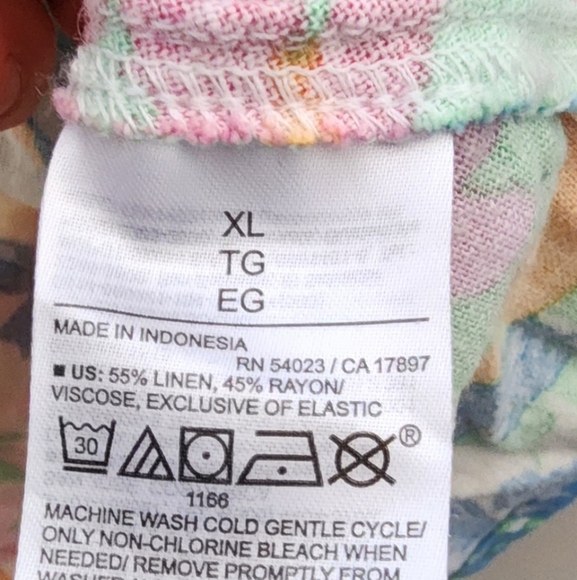 XL
TG
EG
MADE IN INDONESIA
RN 54023 / CA 17897
■ US: 55% LINEN, 45% RAYON/
VISCOSE, EXCLUSIVE OF ELASTIC
30
®
1166
MACHINE WASH COLD GENTLE CYCLE/
ONLY NON-CHLORINE BLEACH WHEN
NEEDED/ REMOVE PROMPTLY FROM